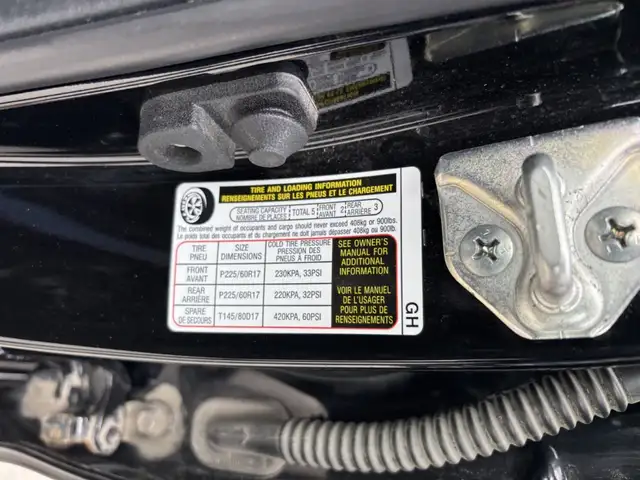 TIRE AND LOADING INFORMATION
RENSEIGNEMENTS SUR LES PNEUS ET LE CHARGEMENT
SEATING CAPACITY TOTAL 5 FRONT 2 REAR 3
NOMBRE DE PLACES AVANT ARRIÈRE
The combined weight of occupants and cargo should never exceed 408kg or 900lbs.
Le poids total des occupants et du chargement ne doit jamais dépasser 408kg ou 900lb.
TIRE PNEU
SIZE DIMENSIONS
COLD TIRE PRESSURE
PRESSION DES
PNEUS À FROID
FRONT AVANT P225/60R17 230KPA, 33PSI
REAR ARRIÈRE P225/60R17 220KPA, 32PSI
SPARE DE SECOURS T145/80D17 420KPA, 60PSI
SEE OWNER'S
MANUAL FOR
ADDITIONAL
INFORMATION
VOIR LE MANUEL
DE L'USAGER
POUR PLUS DE
RENSEIGNEMENTS
GH